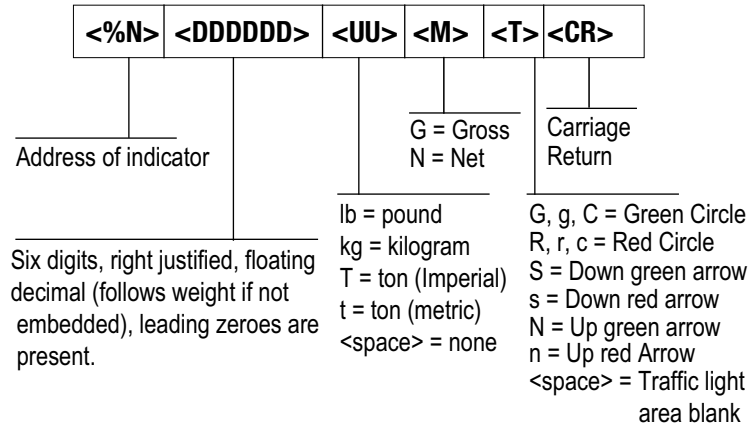 <%N> <DDDDDD> <UU> <M> <T> <CR>
Address of indicator
Six digits, right justified, floating
decimal (follows weight if not
embedded), leading zeroes are
present.
lb = pound
kg = kilogram
T = ton (Imperial)
t = ton (metric)
<space> = none
G = Gross
N = Net
Carriage
Return
G, g, C = Green Circle
R, r, c = Red Circle
S = Down green arrow
s = Down red arrow
N = Up green arrow
n = Up red Arrow
<space> = Traffic light
area blank